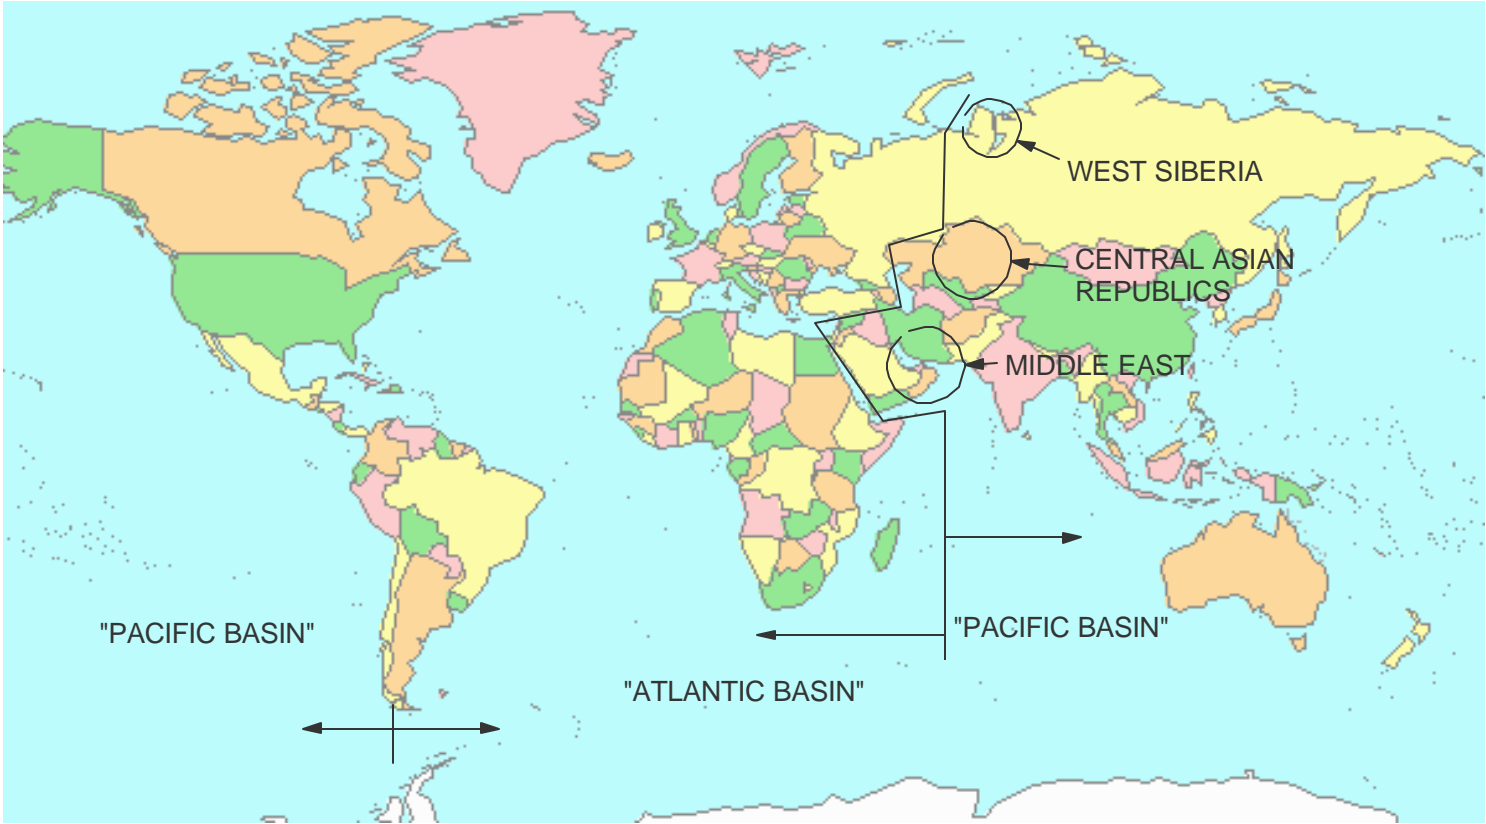 WEST SIBERIA
CENTRAL ASIAN
REPUBLICS
MIDDLE EAST
"PACIFIC BASIN"
"PACIFIC BASIN"
"ATLANTIC BASIN"